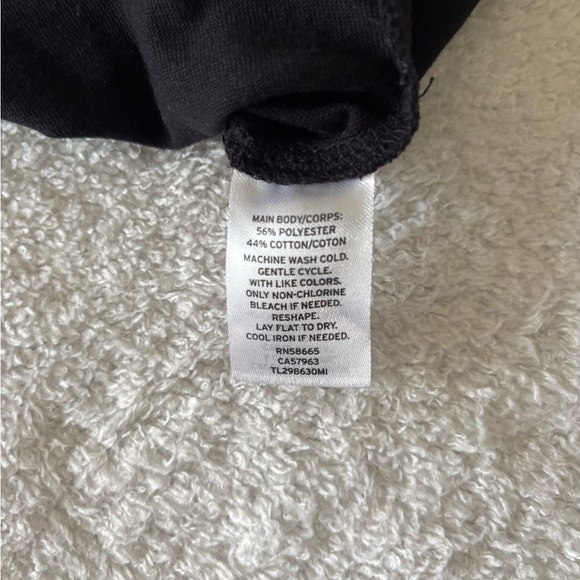 MAIN BODY/CORPS:
56% POLYESTER
44% COTTON/COTON
MACHINE WASH COLD.
GENTLE CYCLE.
WITH LIKE COLORS.
ONLY NON-CHLORINE
BLEACH IF NEEDED.
RESHAPE.
LAY FLAT TO DRY.
COOL IRON IF NEEDED.
RN58665
CA57963
TL298630MI